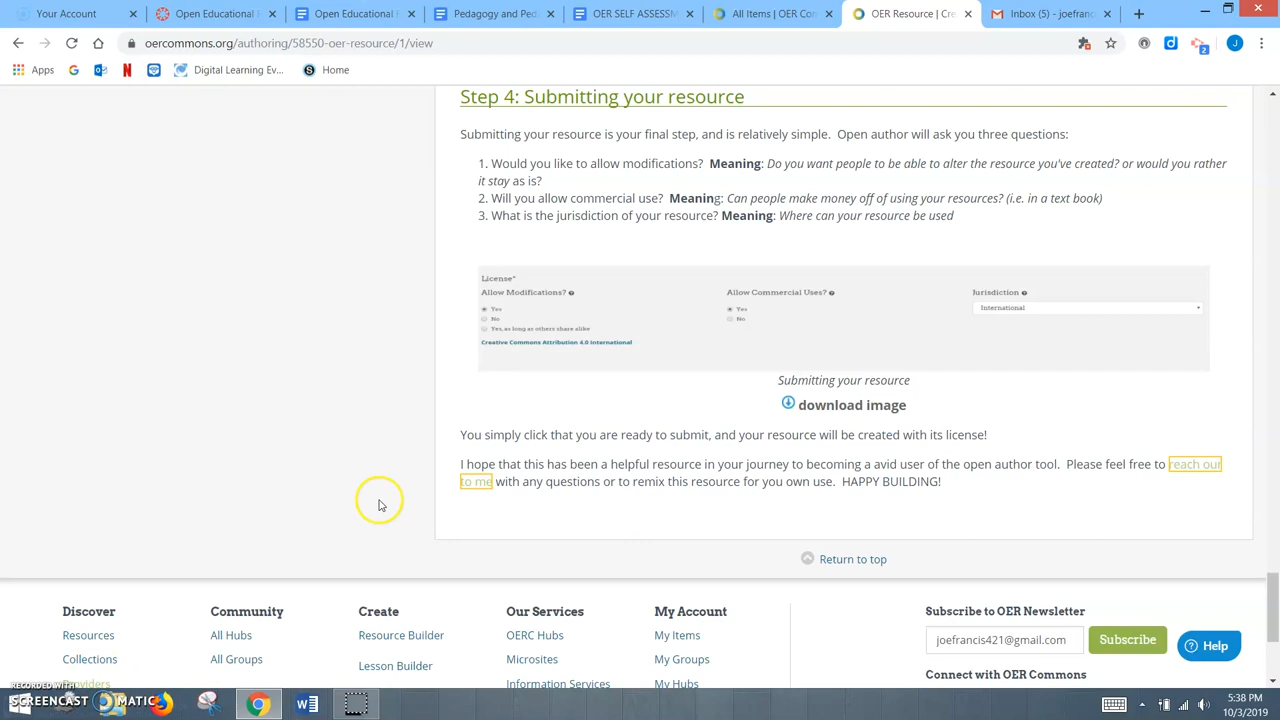 Our Asse
Open Educational R
Open Educational R
Pedagogy and Pedo
OER SELF ASSESSM
All Items | OER Com
OER Resource | Cre
Inbox (5) - joefranc
oercommons.org/authoring/58550-oer-resource/1/view
Apps
Digital Learning Ev...
Home
Step 4: Submitting your resource
Submitting your resource is your final step, and is relatively simple. Open author will ask you three questions:
1. Would you like to allow modifications? Meaning: Do you want people to be able to alter the resource you've created? or would you rather
it stay as is?
2. Will you allow commercial use? Meaning: Can people make money off of using your resources? (i.e. in a text book)
3. What is the jurisdiction of your resource? Meaning: Where can your resource be used
License*
Allow Modifications?
Allow Commercial Uses?
Jurisdiction
Yes
Yes
International
No
No
Yes, as long as others share alike
Creative Commons Attribution 4.0 International
Submitting your resource
download image
You simply click that you are ready to submit, and your resource will be created with its license!
I hope that this has been a helpful resource in your journey to becoming a avid user of the open author tool. Please feel free to reach our
to me with any questions or to remix this resource for you own use. HAPPY BUILDING!
Return to top
Discover
Community
Create
Our Services
My Account
Subscribe to OER Newsletter
Resources
All Hubs
Resource Builder
OERC Hubs
My Items
joefrancis421@gmail.com
Subscribe
Help
Collections
All Groups
Lesson Builder
Microsites
My Groups
Connect with OER Commons
Providers
Information Services
My Hubs
RECORDED WITH
SCREENCAST MATIC
5:38 PM
10/3/2019